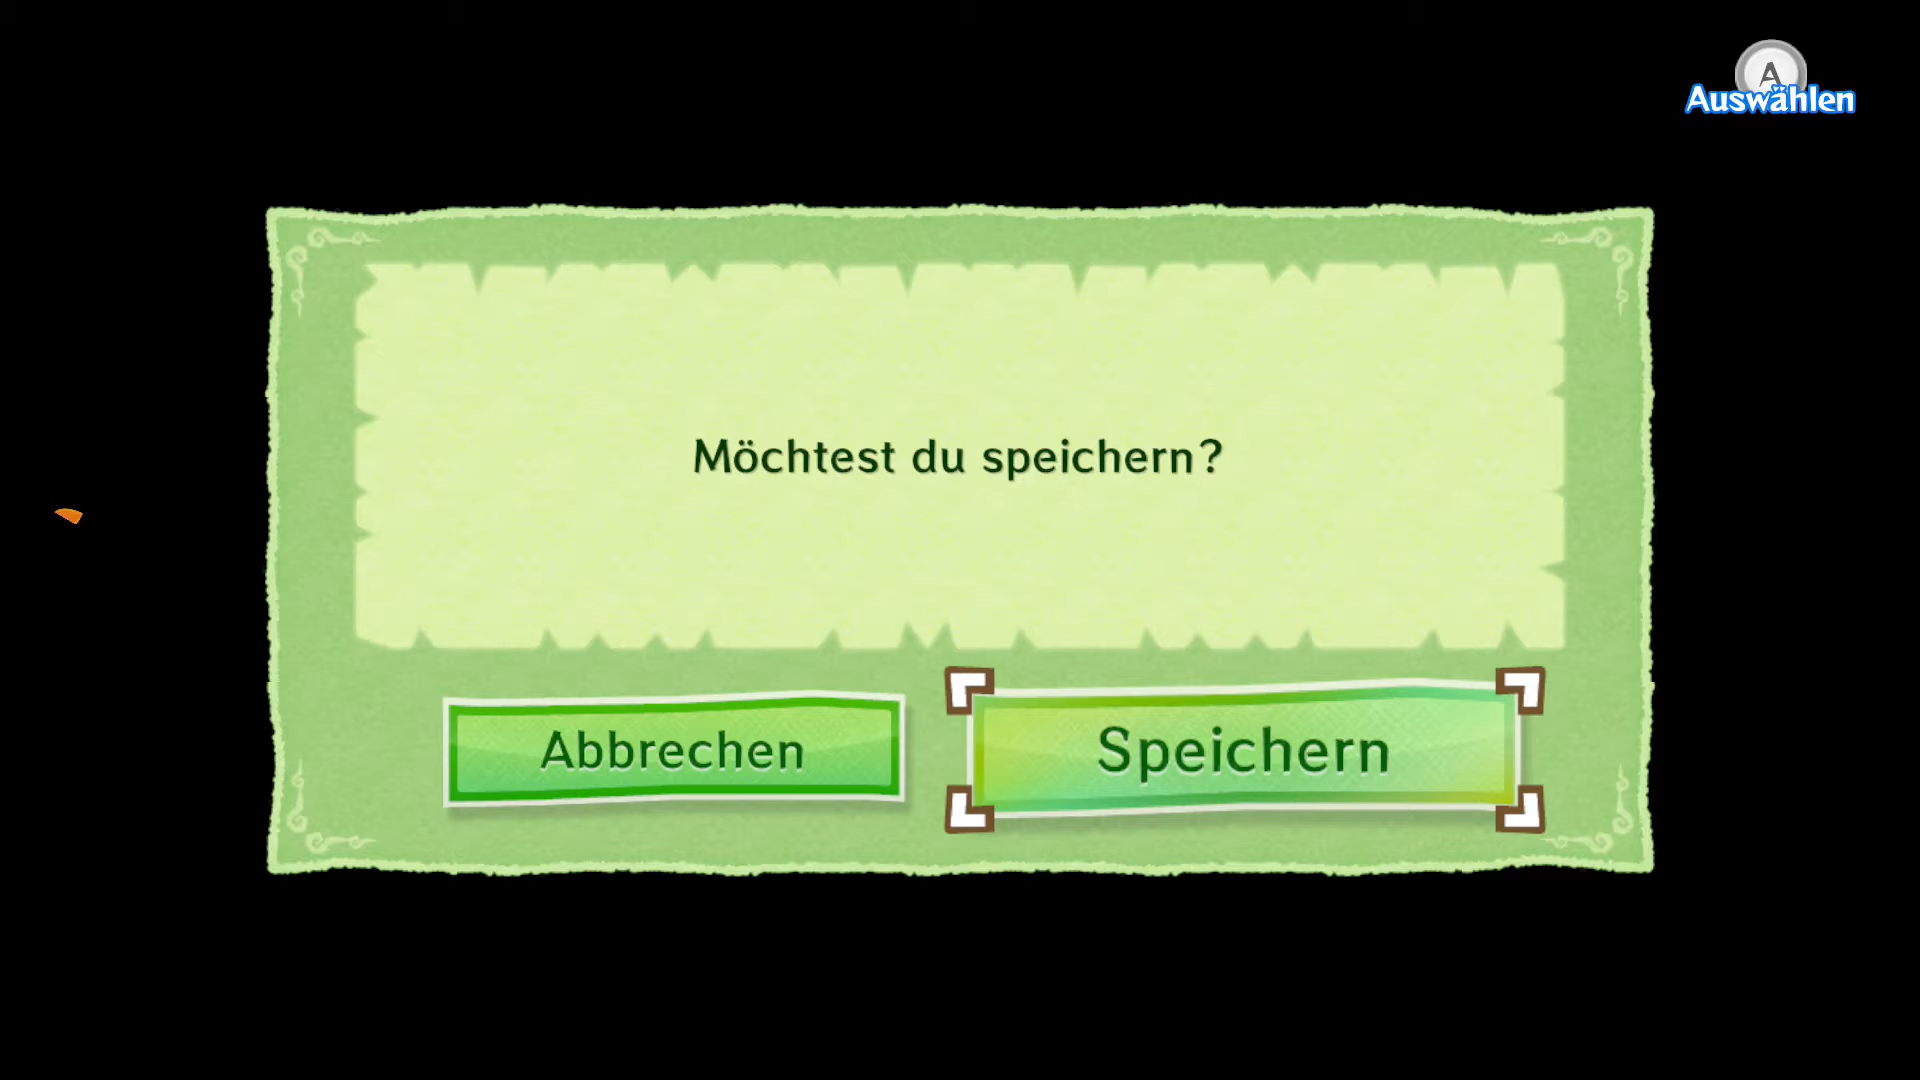 A
Auswählen
Möchtest du speichern?
Abbrechen
Speichern